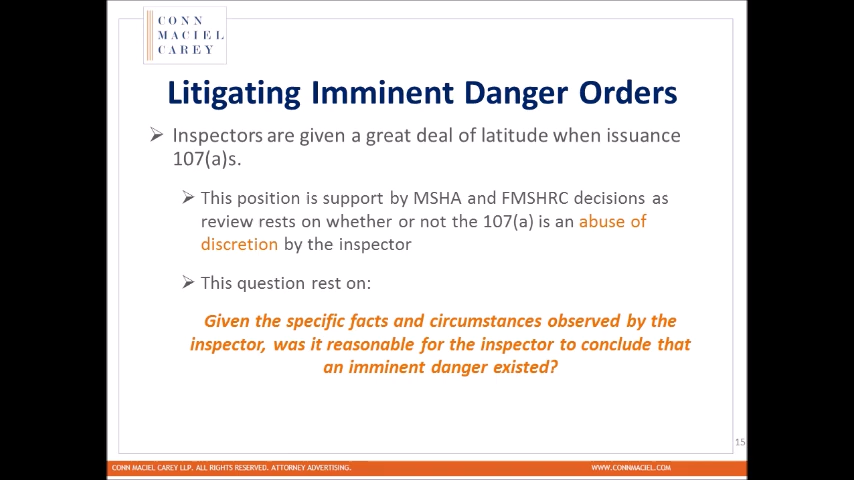 CONN
MACIEL
CAREY
Litigating Imminent Danger Orders
Inspectors are given a great deal of latitude when issuance
107(a)s.
This position is support by MSHA and FMSHRC decisions as
review rests on whether or not the 107(a) is an abuse of
discretion by the inspector
This question rest on:
Given the specific facts and circumstances observed by the
inspector, was it reasonable for the inspector to conclude that
an imminent danger existed?
15
CONN MACIEL CAREY LLP. ALL RIGHTS RESERVED. ATTORNEY ADVERTISING. WWW.CONNMACIEL.COM